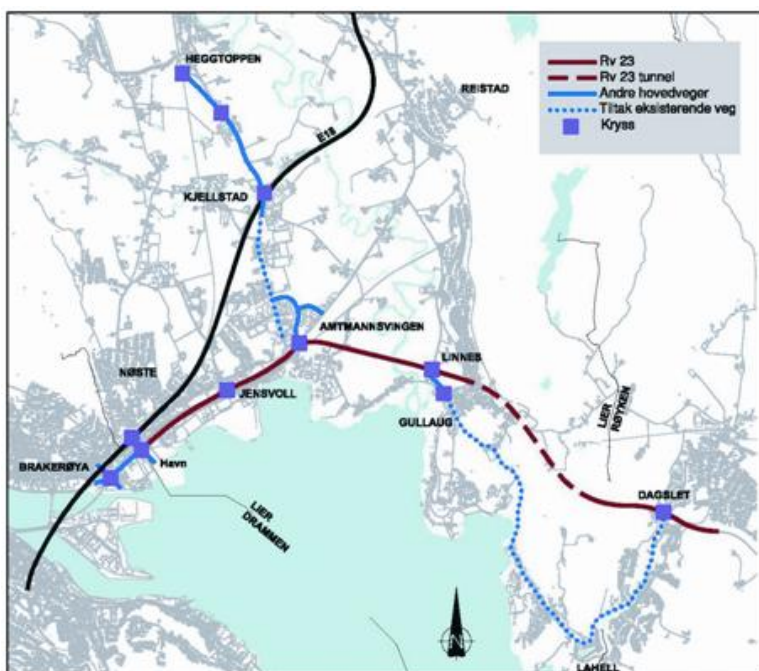 HEGGTOPPEN
REISTAD
Rv 23
Rv 23 tunnel
Andre hovedveger
Tiltak eksisterende veg
Kryss
E18
KJELLSTAD
AMTMANNSVINGEN
LINNES
NØSTE
JENSVOLL
GULLAUG
LIER
RØYKEN
BRAKERØYA
Havn
DAGSLET
LIER
DRAMMEN
N
LAHELL